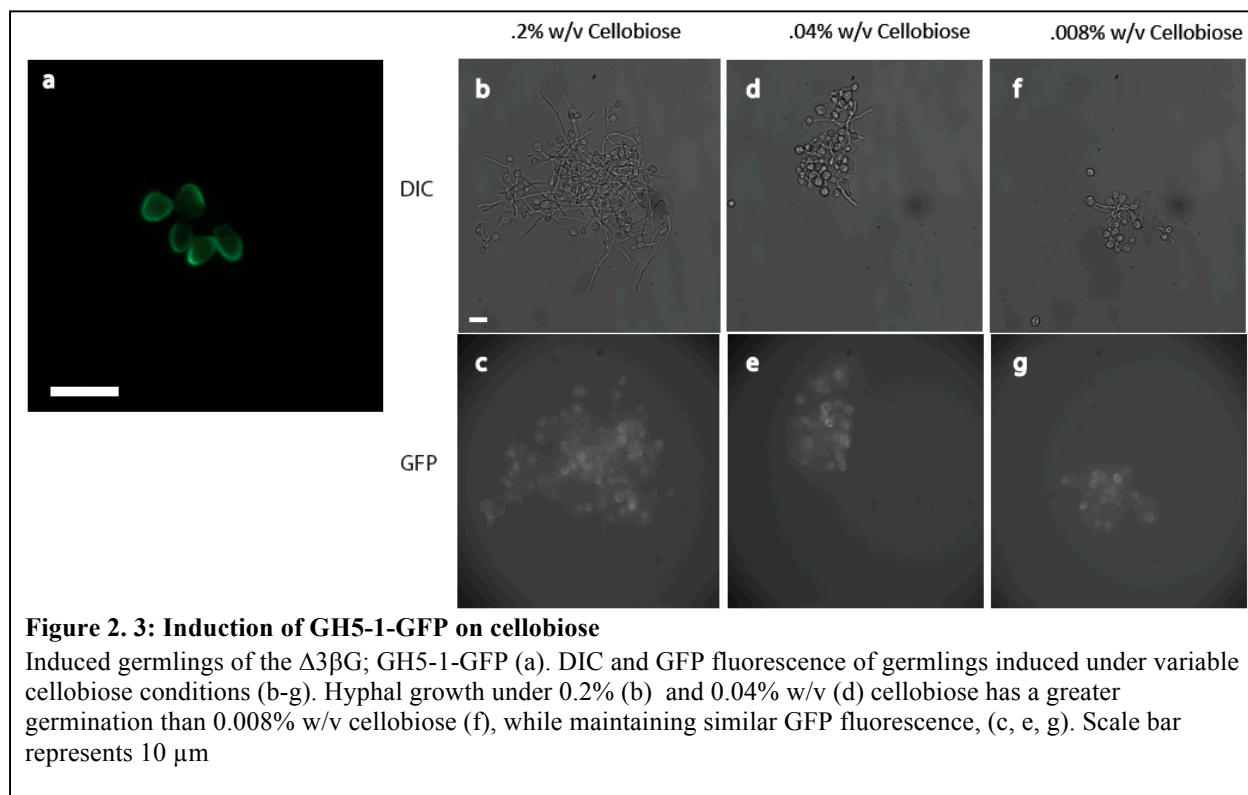 .2% w/v Cellobiose
.04% w/v Cellobiose
.008% w/v Cellobiose
a
b
d
f
DIC
c
e
g
GFP
Figure 2. 3: Induction of GH5-1-GFP on cellobiose
Induced germlings of the Δ3βG; GH5-1-GFP (a). DIC and GFP fluorescence of germlings induced under variable
cellobiose conditions (b-g). Hyphal growth under 0.2% (b) and 0.04% w/v (d) cellobiose has a greater
germination than 0.008% w/v cellobiose (f), while maintaining similar GFP fluorescence, (c, e, g). Scale bar
represents 10 µm